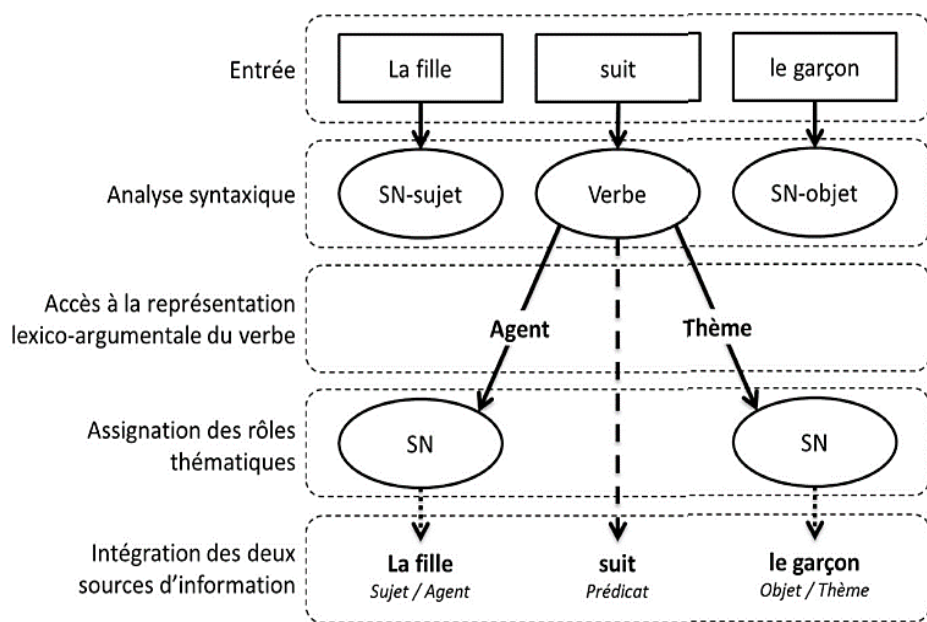 Entrée
La fille
suit
le garçon
Analyse syntaxique
SN-sujet
Verbe
SN-objet
Accès à la représentation
lexico-argumentale du verbe
Agent
Thème
Assignation des rôles
thématiques
SN
SN
Intégration des deux
sources d'information
La fille
suit
le garçon
Sujet / Agent
Prédicat
Objet / Thème